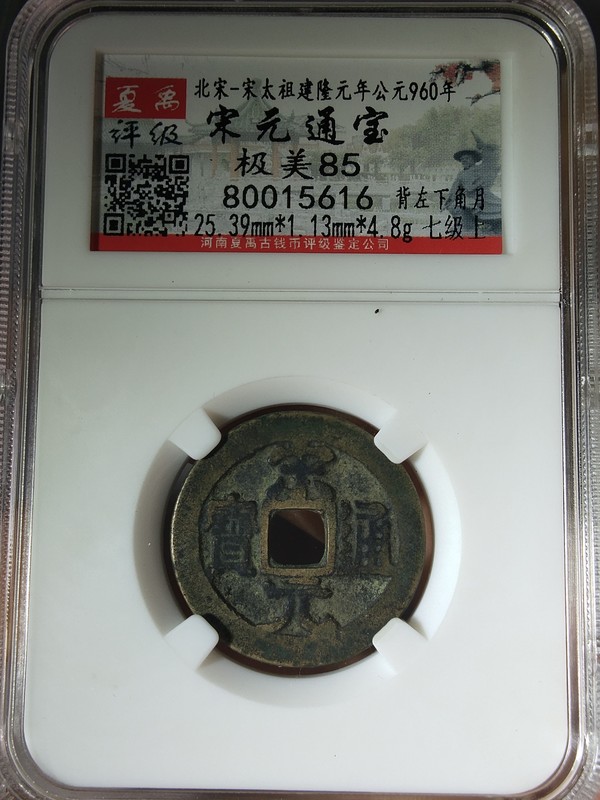 夏禹
评级
北宋-宋太祖建隆元年公元960年
宋元通宝
极美85
80015616 背左下角月
25.39mm*1.13mm*4.8g 七级上
河南夏禹古钱币评级鉴定公司
宋元通寶